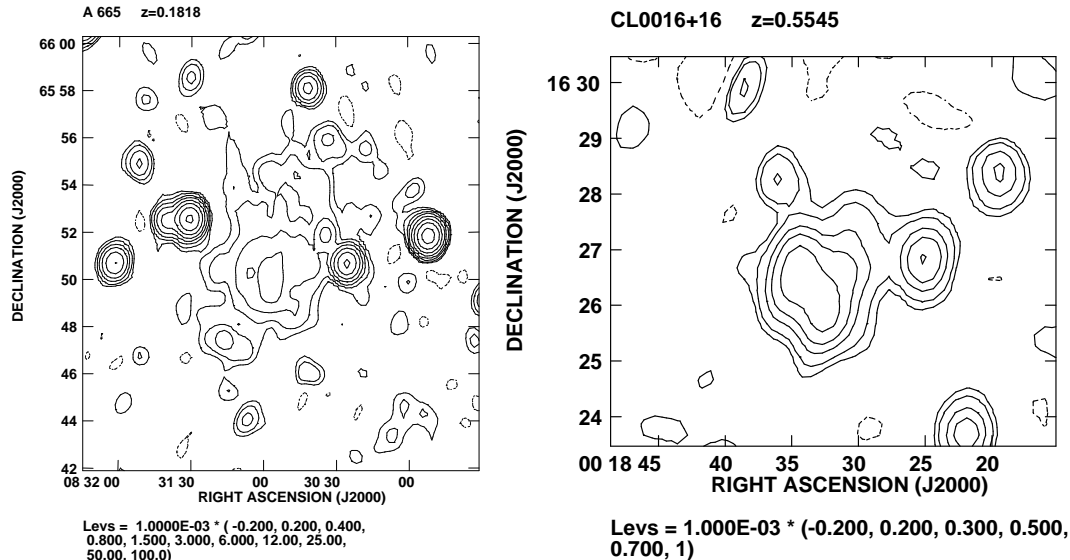 A 665 z=0.1818
66 00
65 58
56
54
52
50
48
46
44
42
DECLINATION (J2000)
08 32 00 31 30 00 30 30 00
RIGHT ASCENSION (J2000)
Levs = 1.0000E-03 * ( -0.200, 0.200, 0.400,
0.800, 1.500, 3.000, 6.000, 12.00, 25.00,
50.00, 100.0)
CL0016+16 z=0.5545
16 30
29
28
27
26
25
24
DECLINATION (J2000)
00 18 45 40 35 30 25 20
RIGHT ASCENSION (J2000)
Levs = 1.000E-03 * (-0.200, 0.200, 0.300, 0.500,
0.700, 1)